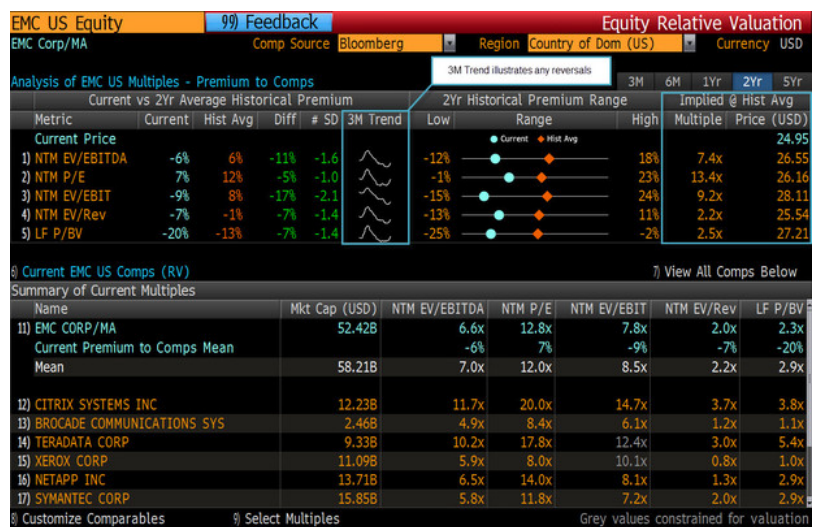 EMC US Equity 99) Feedback Equity Relative Valuation
EMC Corp/MA Comp Source Bloomberg Region Country of Dom (US) Currency USD
3M Trend illustrates any reversals
Analysis of EMC US Multiples - Premium to Comps 3M 6M 1Yr 2Yr 5Yr
Current vs 2Yr Average Historical Premium 2Yr Historical Premium Range Implied @ Hist Avg
Metric Current Hist Avg Diff # SD 3M Trend Low Range High Multiple Price (USD)
Current Price Current Hist Avg 24.95
1) NTM EV/EBITDA -6% 6% -11% -1.6 -12% 18% 7.4x 26.55
2) NTM P/E 7% 12% -5% -1.0 -1% 23% 13.4x 26.16
3) NTM EV/EBIT -9% 8% -17% -2.1 -15% 24% 9.2x 28.11
4) NTM EV/Rev -7% -1% -7% -1.4 -13% 11% 2.2x 25.54
5) LF P/BV -20% -13% -7% -1.4 -25% -2% 2.5x 27.21
6) Current EMC US Comps (RV) 7) View All Comps Below
Summary of Current Multiples
Name Mkt Cap (USD) NTM EV/EBITDA NTM P/E NTM EV/EBIT NTM EV/Rev LF P/BV
11) EMC CORP/MA 52.42B 6.6x 12.8x 7.8x 2.0x 2.3x
Current Premium to Comps Mean -6% 7% -9% -7% -20%
Mean 58.21B 7.0x 12.0x 8.5x 2.2x 2.9x
12) CITRIX SYSTEMS INC 12.23B 11.7x 20.0x 14.7x 3.7x 3.8x
13) BROCADE COMMUNICATIONS SYS 2.46B 4.9x 8.4x 6.1x 1.2x 1.1x
14) TERADATA CORP 9.33B 10.2x 17.8x 12.4x 3.0x 5.4x
15) XEROX CORP 11.09B 5.9x 8.0x 10.1x 0.8x 1.0x
16) NETAPP INC 13.71B 6.5x 14.0x 8.1x 1.3x 2.9x
17) SYMANTEC CORP 15.85B 5.8x 11.8x 7.2x 2.0x 2.9x
8) Customize Comparables 9) Select Multiples Grey values constrained for valuation